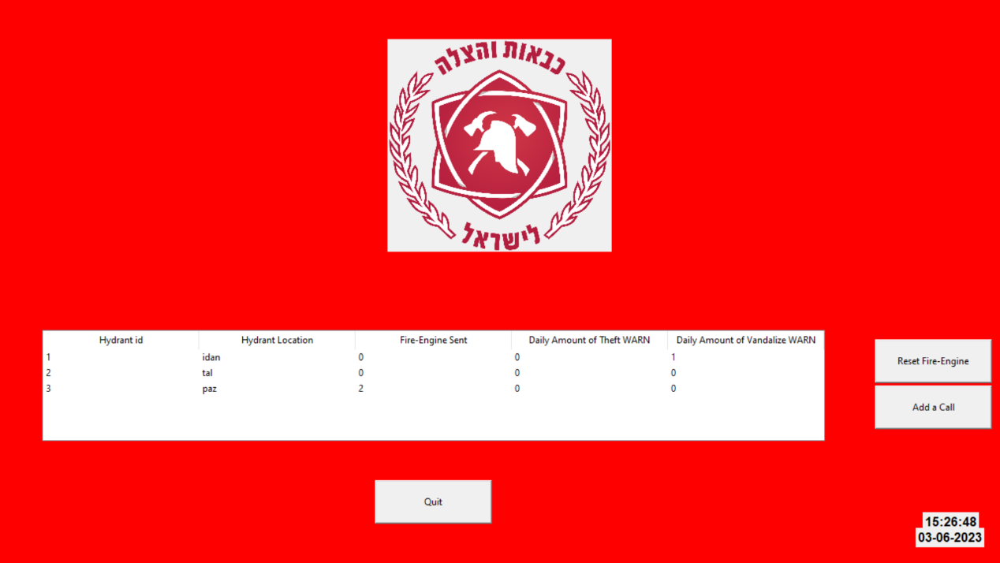 כבאות והצלה
לישראל
Hydrant id Hydrant Location Fire-Engine Sent Daily Amount of Theft WARN Daily Amount of Vandalize WARN
1 idan 0 0 1
2 tal 0 0 0
3 paz 2 0 0
Reset Fire-Engine
Add a Call
Quit
15:26:48
03-06-2023